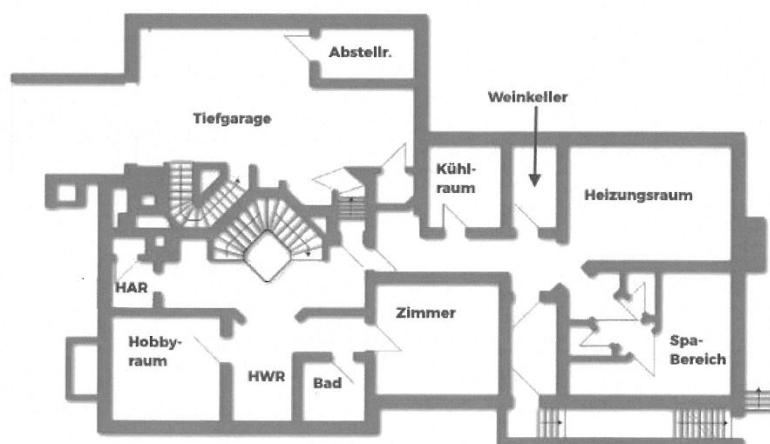 Abstellr.
Weinkeller
Tiefgarage
Kühl-
raum
Heizungsraum
HAR
Zimmer
Hobby-
raum
Spa-
Bereich
HWR
Bad